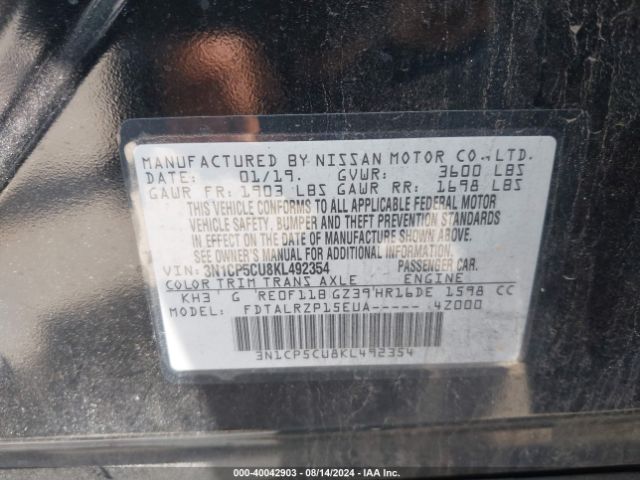 MANUFACTURED BY NISSAN MOTOR CO.,LTD.
DATE: 01/19. GVWR: 3600 LBS
GAWR FR: 1903 LBS GAWR RR: 1698 LBS
THIS VEHICLE CONFORMS TO ALL APPLICABLE FEDERAL MOTOR
VEHICLE SAFETY, BUMPER AND THEFT PREVENTION STANDARDS
IN EFFECT ON THE DATE OF MANUFACTURE SHOWN ABOVE.
SEE OWNER'S MANUAL FOR ADDITIONAL INFORMATION.
VIN: 3N1CP5CU8KL492354 PASSENGER CAR.
COLOR TRIM TRANS AXLE ENGINE
KH3 G RE0F11B GZ39 HR16DE 1598 CC
MODEL: FDTALRZP15EUA----- 4Z000
3N1CP5CU8KL492354
000-40042903 - 08/14/2024 - IAA Inc.